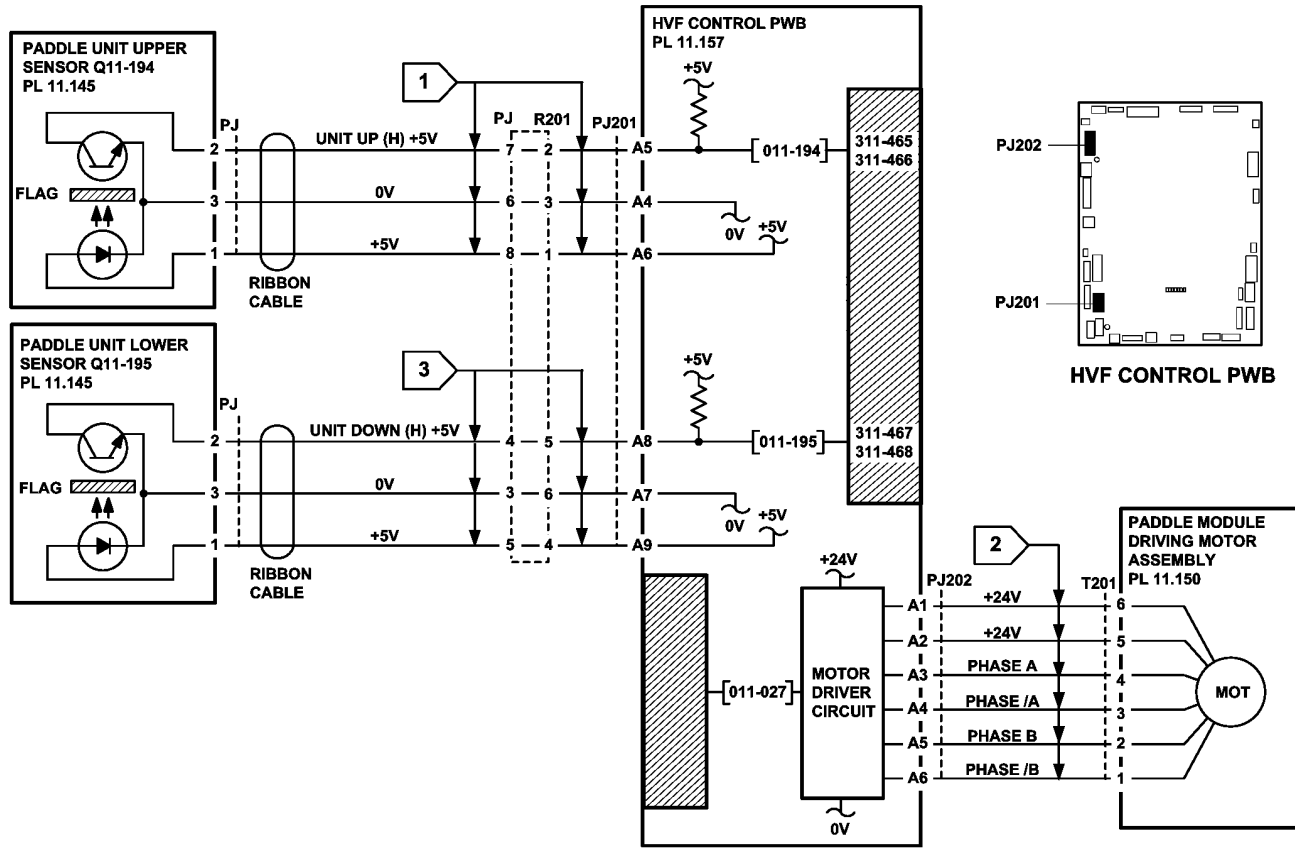 HVF CONTROL PWB
PL 11.157
PADDLE UNIT UPPER
SENSOR Q11-194
PL 11.145
+5V
1
PJ
PJ
R201
PJ201
UNIT UP (H) +5V
2
7
2
A5
[011-194]
311-465
311-466
FLAG
3
0V
6
3
A4
0V
+5V
1
+5V
8
1
A6
RIBBON
CABLE
PJ202
PJ201
HVF CONTROL PWB
PADDLE UNIT LOWER
SENSOR Q11-195
PL 11.145
3
+5V
PJ
UNIT DOWN (H) +5V
2
4
5
A8
[011-195]
311-467
311-468
FLAG
3
0V
3
6
A7
0V
+5V
1
+5V
5
4
A9
RIBBON
CABLE
PADDLE MODULE
DRIVING MOTOR
ASSEMBLY
PL 11.150
2
+24V
PJ202
T201
A1
+24V
6
A2
+24V
5
A3
PHASE A
4
A4
PHASE /A
3
A5
PHASE B
2
A6
PHASE /B
1
[011-027]
MOTOR
DRIVER
CIRCUIT
MOT
0V